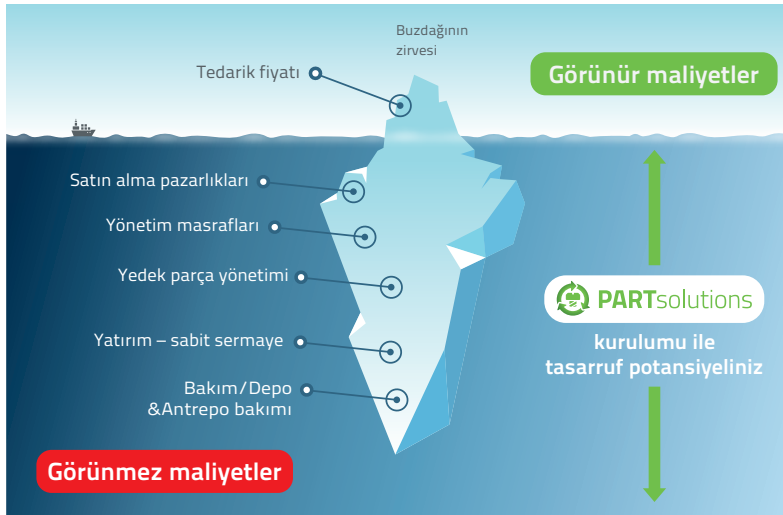 Buzdağının
zirvesi
Tedarik fiyatı
Görünür maliyetler
Satın alma pazarlıkları
Yönetim masrafları
Yedek parça yönetimi
Yatırım – sabit sermaye
Bakım/Depo
&Antrepo bakımı
PARTsolutions
kurulumu ile
tasarruf potansiyeliniz
Görünmez maliyetler